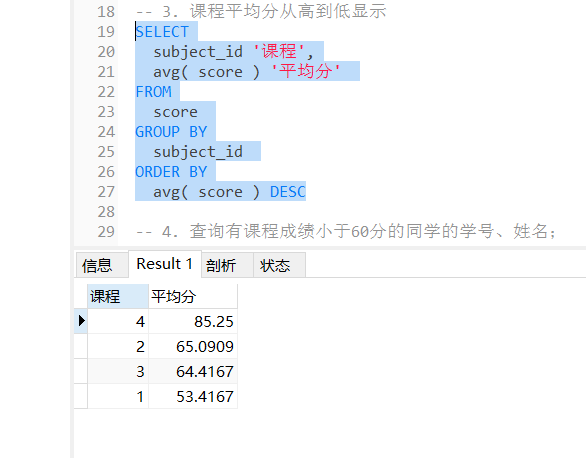 18 -- 3. 课程平均分从高到低显示
19 SELECT
20 subject_id '课程',
21 avg( score ) '平均分'
22 FROM
23 score
24 GROUP BY
25 subject_id
26 ORDER BY
27 avg( score ) DESC
28
29 -- 4. 查询有课程成绩小于60分的同学的学号、姓名;
信息 Result 1 剖析 状态
课程 平均分
4 85.25
2 65.0909
3 64.4167
1 53.4167